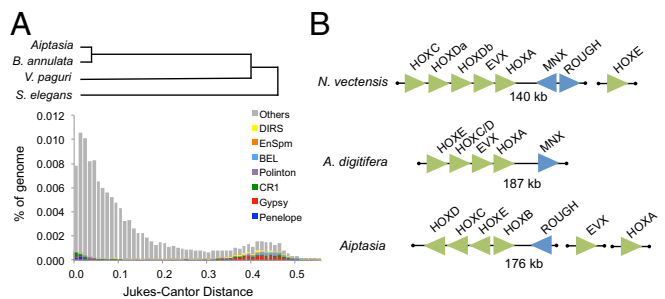 A
Aiptasia
B. annulata
V. paguri
S. elegans
0.012
0.010
0.008
0.006
0.004
0.002
0.000
% of genome
Others
DIRS
EnSpm
BEL
Polinton
CR1
Gypsy
Penelope
0.0 0.1 0.2 0.3 0.4 0.5
Jukes-Cantor Distance
B
N. vectensis
HOXC HOXDa HOXDb EVX HOXA MNX ROUGH HOXE
140 kb
A. digitifera
HOXE HOXC/D EVX HOXA MNX
187 kb
Aiptasia
HOXD HOXC HOXE HOXB ROUGH EVX HOXA
176 kb